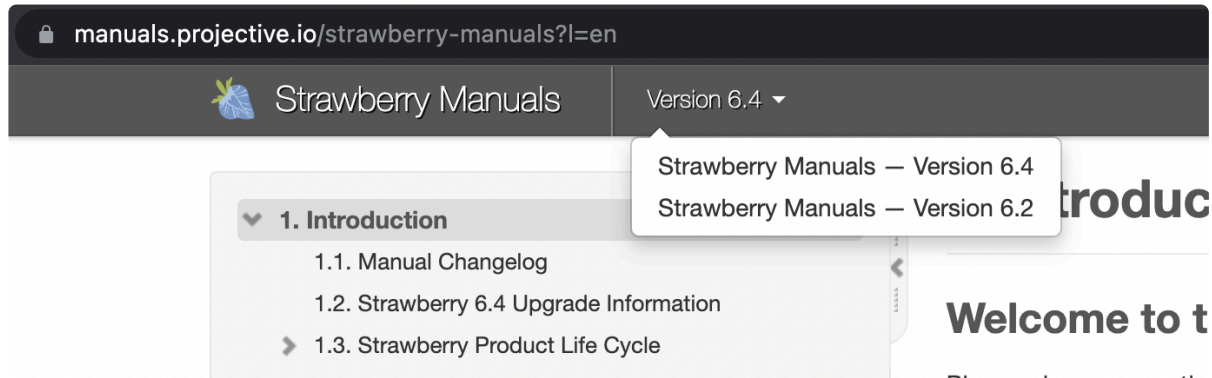 manuals.projective.io/strawberry-manuals?l=en
Strawberry Manuals
Version 6.4
Strawberry Manuals — Version 6.4
Strawberry Manuals — Version 6.2
1. Introduction
1.1. Manual Changelog
1.2. Strawberry 6.4 Upgrade Information
1.3. Strawberry Product Life Cycle
troduc
Welcome to t